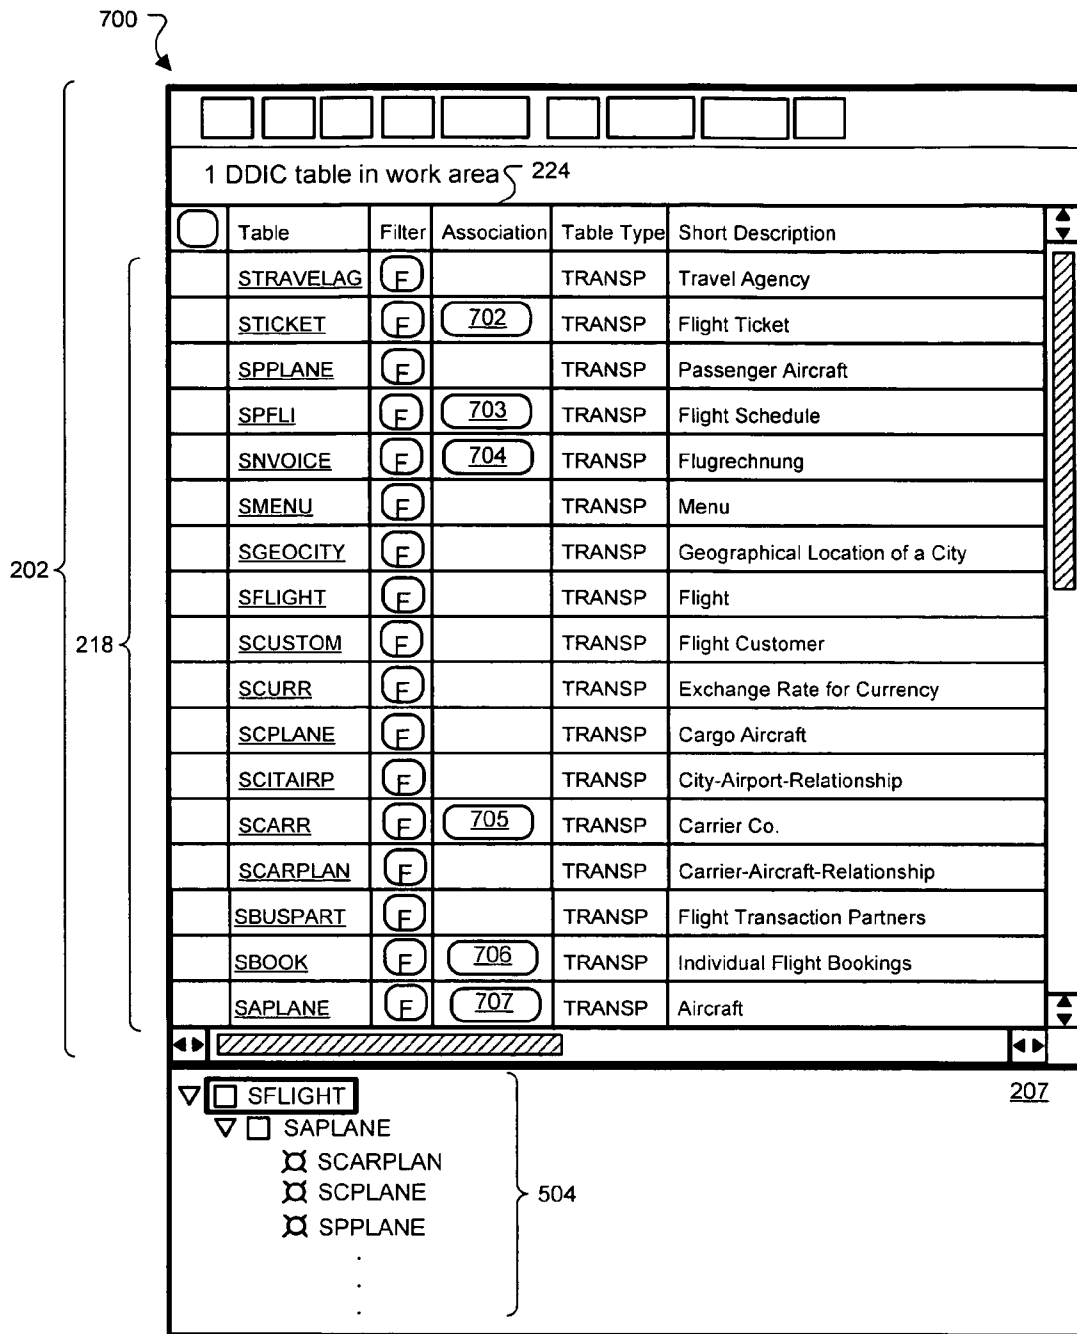 700
1 DDIC table in work area 224
Table Filter Association Table Type Short Description
STRAVELAG F TRANSP Travel Agency
STICKET F 702 TRANSP Flight Ticket
SPPLANE F TRANSP Passenger Aircraft
SPFLI F 703 TRANSP Flight Schedule
SNVOICE F 704 TRANSP Flugrechnung
SMENU F TRANSP Menu
SGEOCITY F TRANSP Geographical Location of a City
202
SFLIGHT F TRANSP Flight
218
SCUSTOM F TRANSP Flight Customer
SCURR F TRANSP Exchange Rate for Currency
SCPLANE F TRANSP Cargo Aircraft
SCITAIRP F TRANSP City-Airport-Relationship
SCARR F 705 TRANSP Carrier Co.
SCARPLAN F TRANSP Carrier-Aircraft-Relationship
SBUSPART F TRANSP Flight Transaction Partners
SBOOK F 706 TRANSP Individual Flight Bookings
SAPLANE F 707 TRANSP Aircraft
SFLIGHT 207
SAPLANE
SCARPLAN
SCPLANE 504
SPPLANE
.
.
.